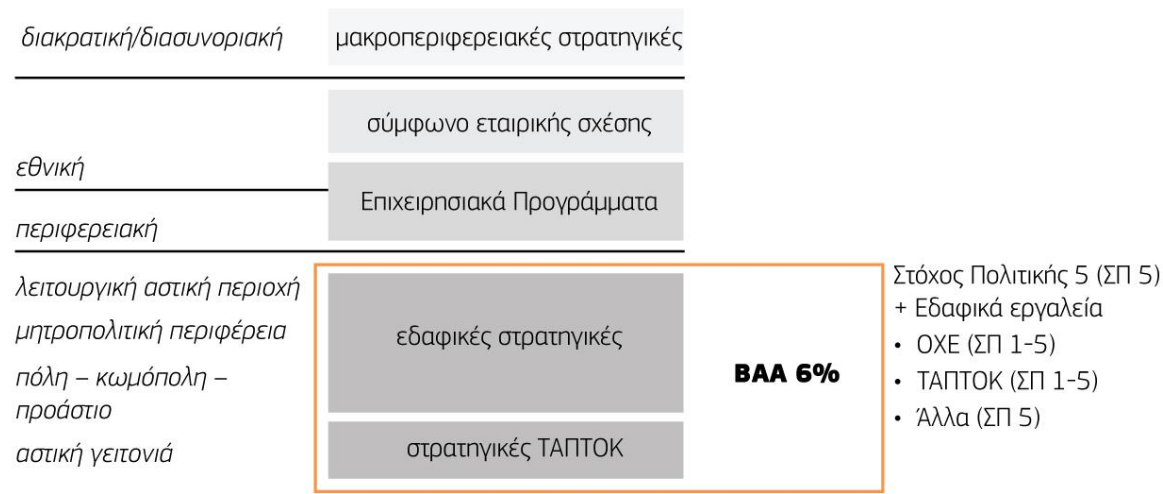 διακρατική/διασυνοριακή
μακροπεριφερειακές στρατηγικές
σύμφωνο εταιρικής σχέσης
εθνική
Επιχειρησιακά Προγράμματα
περιφερειακή
λειτουργική αστική περιοχή
μητροπολιτική περιφέρεια
πόλη – κωμόπολη –
προάστιο
αστική γειτονιά
εδαφικές στρατηγικές
στρατηγικές ΤΑΠΤΟΚ
ΒΑΑ 6%
Στόχος Πολιτικής 5 (ΣΠ 5)
+ Εδαφικά εργαλεία
• ΟΧΕ (ΣΠ 1-5)
• ΤΑΠΤΟΚ (ΣΠ 1-5)
• Άλλα (ΣΠ 5)